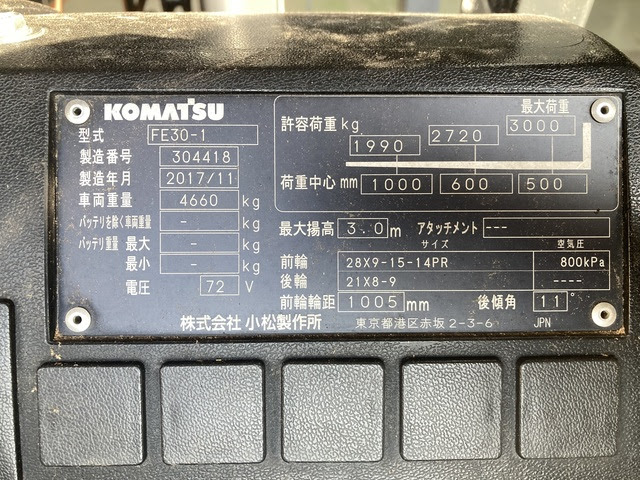 KOMATSU
型式 FE30-1
製造番号 304418
製造年月 2017/11
車両重量 4660 kg
バッテリを除く車両重量 - kg
バッテリ重量 最大 - kg
最小 - kg
電圧 72 V
最大荷重
許容荷重 kg 1990 2720 3000
荷重中心 mm 1000 600 500
最大揚高 3.0 m アタッチメント ---
サイズ 空気圧
前輪 28X9-15-14PR 800kPa
後輪 21X8-9 ----
前輪輪距 1005 mm 後傾角 11°
株式会社 小松製作所 東京都港区赤坂2-3-6 JPN